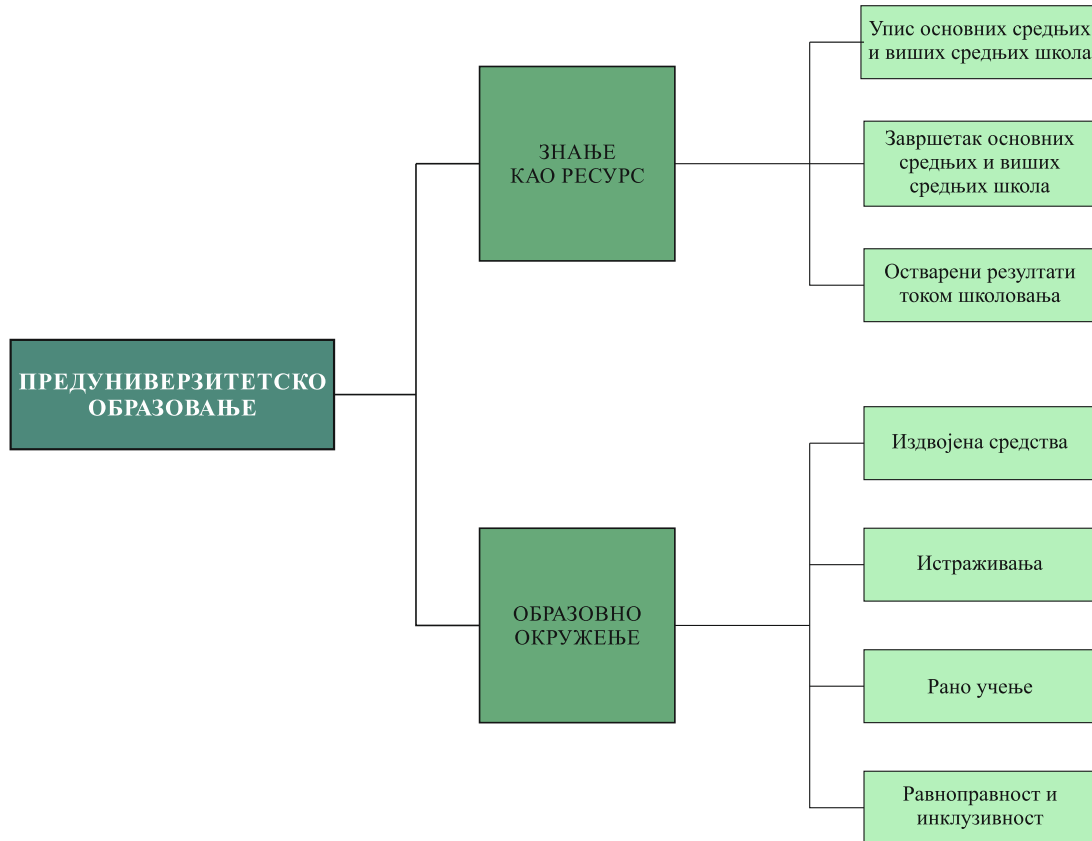 Упис основних средњих
и виших средњих школа
ЗНАЊЕ
КАО РЕСУРС
Завршетак основних
средњих и виших
средњих школа
Остварени резултати
током школовања
ПРЕДУНИВЕРЗИТЕТСКО
ОБРАЗОВАЊЕ
Издвојена средства
Истраживања
ОБРАЗОВНО
ОКРУЖЕЊЕ
Рано учење
Равноправност и
инклузивност